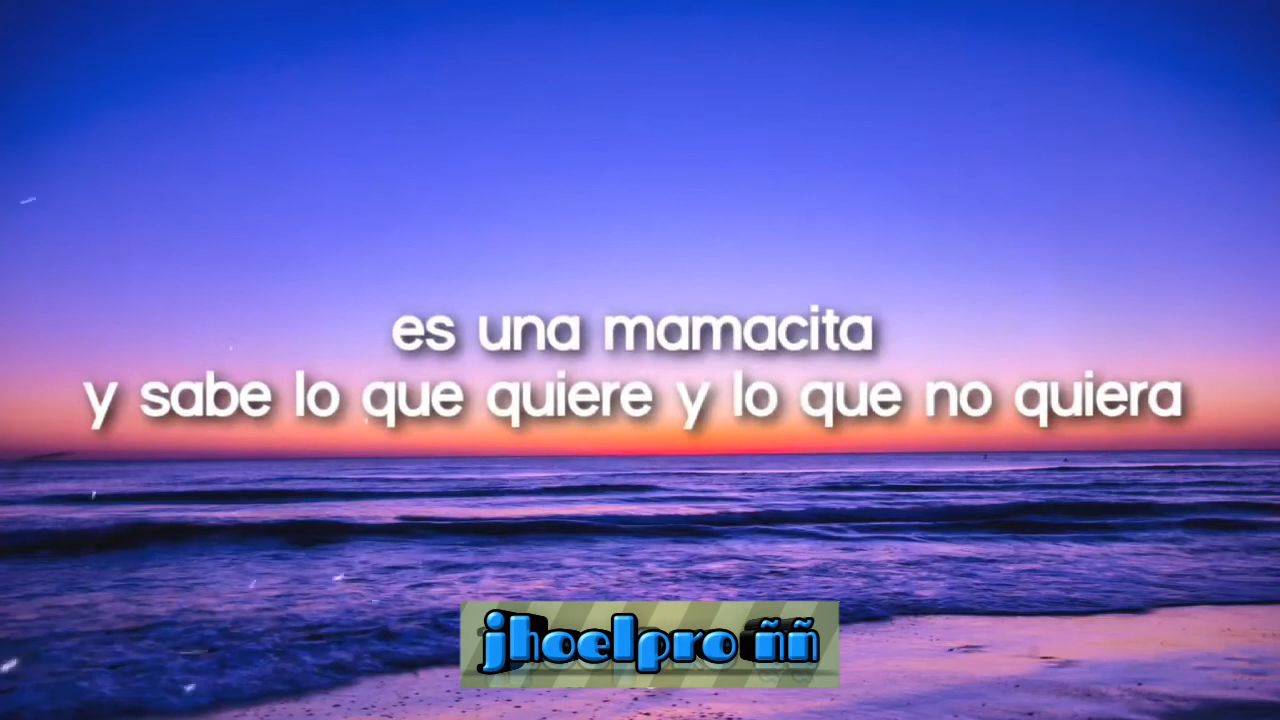 es una mamacita
y sabe lo que quiere y lo que no quiera
jhoelpro ññ